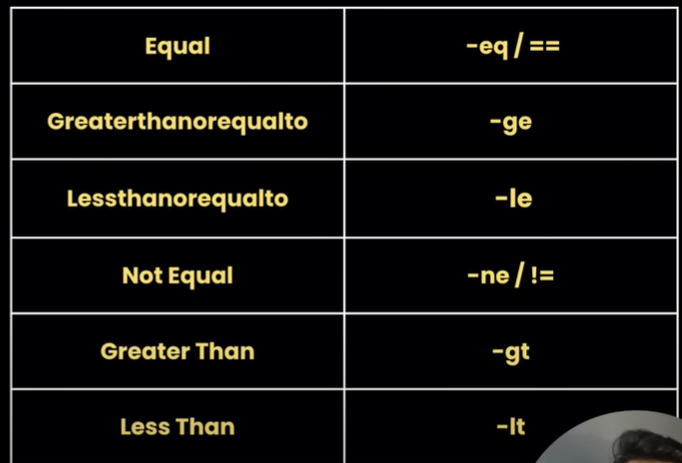 Equal -eq / ==
Greaterthanorequalto -ge
Lessthanorequalto -le
Not Equal -ne / !=
Greater Than -gt
Less Than -lt